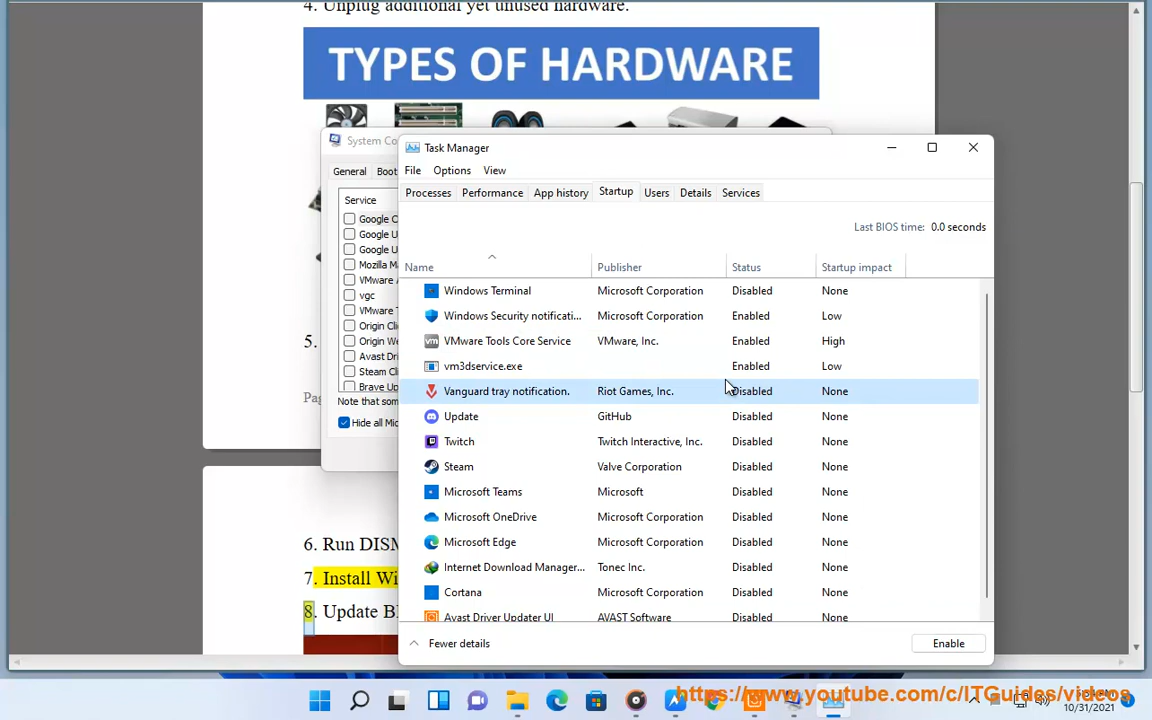 4. Unplug additional yet unused hardware.
TYPES OF HARDWARE
System Co
General Boot
Service
Google C
Google U
Google U
Mozilla M
VMware A
vgc
VMware T
Origin Cli
Origin We
Avast Dri
Steam Cli
Brave Up
Note that som
Hide all Mic
5.
Pag
6. Run DISM
7. Install Wi
8. Update BI
Task Manager
File Options View
Processes Performance App history Startup Users Details Services
Last BIOS time: 0.0 seconds
Name Publisher Status Startup impact
Windows Terminal Microsoft Corporation Disabled None
Windows Security notificati... Microsoft Corporation Enabled Low
VMware Tools Core Service VMware, Inc. Enabled High
vm3dservice.exe Enabled Low
Vanguard tray notification. Riot Games, Inc. Disabled None
Update GitHub Disabled None
Twitch Twitch Interactive, Inc. Disabled None
Steam Valve Corporation Disabled None
Microsoft Teams Microsoft Disabled None
Microsoft OneDrive Microsoft Corporation Disabled None
Microsoft Edge Microsoft Corporation Disabled None
Internet Download Manager... Tonec Inc. Disabled None
Cortana Microsoft Corporation Disabled None
Avast Driver Updater UI AVAST Software Disabled None
Fewer details Enable
https://www.youtube.com/c/ITGuides/videos
10/31/2021